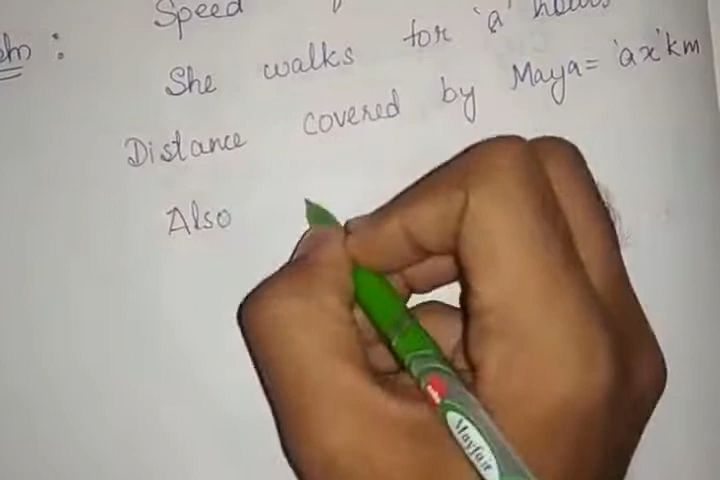 Speed
She walks for 'a' hours
Distance covered by Maya = 'ax' km
Also
Mayfair